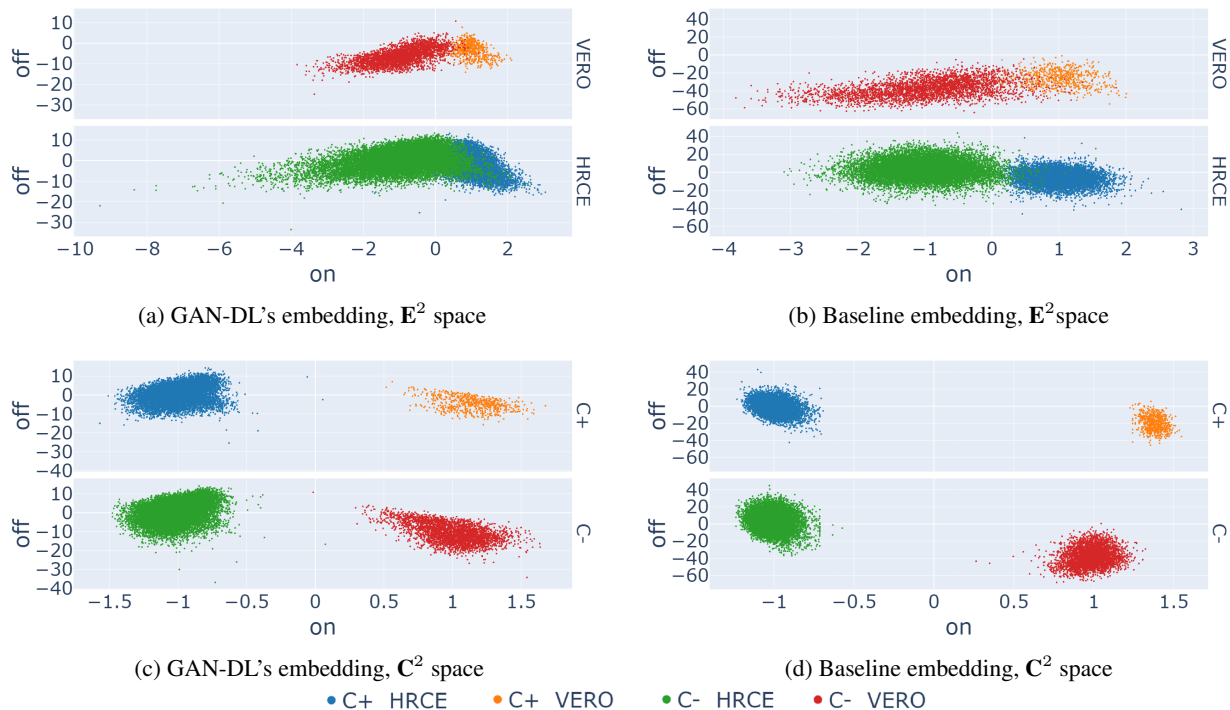 10
0
−10
−20
−30
off
VERO
10
0
−10
−20
−30
off
HRCE
−10
−8
−6
−4
−2
0
2
on
(a) GAN-DL's embedding, E² space
40
20
0
−20
−40
−60
off
VERO
40
20
0
−20
−40
−60
off
HRCE
−4
−3
−2
−1
0
1
2
3
on
(b) Baseline embedding, E²space
10
0
−10
−20
−30
−40
off
C+
10
0
−10
−20
−30
−40
off
C-
−1.5
−1
−0.5
0
0.5
1
1.5
on
(c) GAN-DL's embedding, C² space
40
20
0
−20
−40
−60
off
C+
40
20
0
−20
−40
−60
off
C-
−1
−0.5
0
0.5
1
1.5
on
(d) Baseline embedding, C² space
C+ HRCE C+ VERO C- HRCE C- VERO